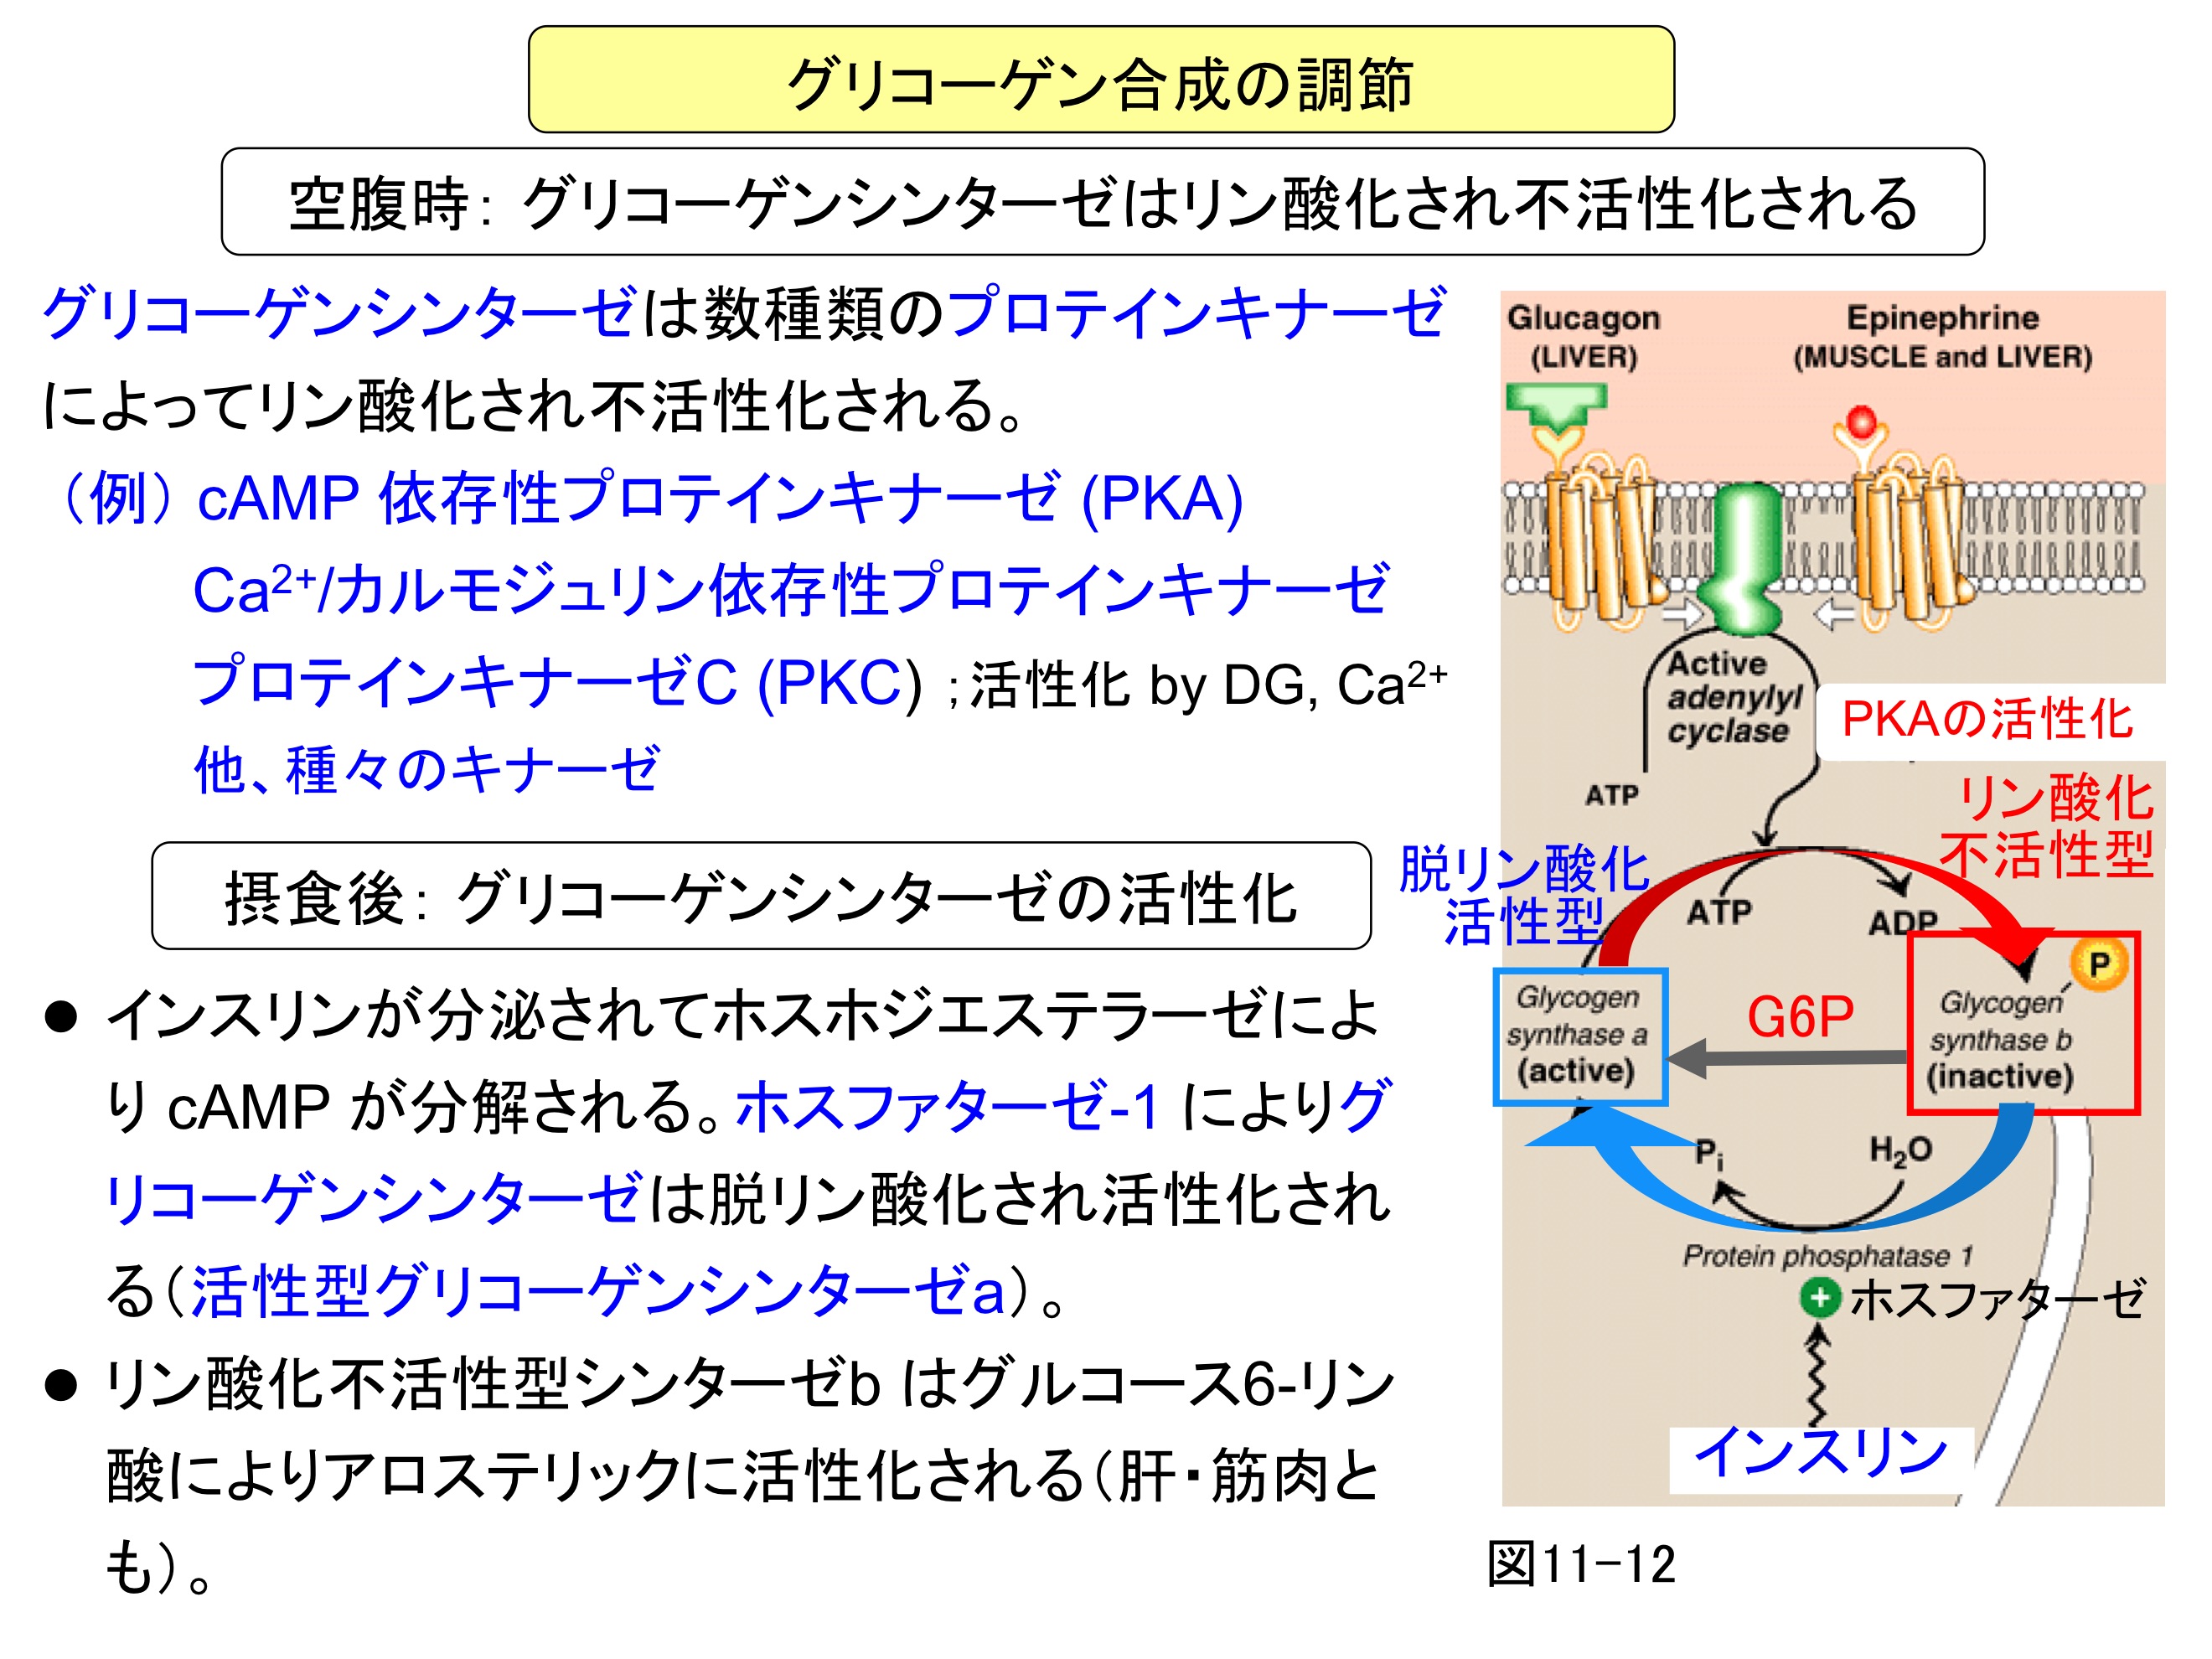 グリコーゲン合成の調節
空腹時：グリコーゲンシンターゼはリン酸化され不活性化される
グリコーゲンシンターゼは数種類のプロテインキナーゼ
によってリン酸化され不活性化される。
（例）cAMP 依存性プロテインキナーゼ (PKA)
Ca²⁺/カルモジュリン依存性プロテインキナーゼ
プロテインキナーゼC (PKC) ；活性化 by DG, Ca²⁺
他、種々のキナーゼ
摂食後：グリコーゲンシンターゼの活性化
● インスリンが分泌されてホスホジエステラーゼによ
り cAMP が分解される。ホスファターゼ-1 によりグ
リコーゲンシンターゼは脱リン酸化され活性化され
る（活性型グリコーゲンシンターゼa）。
● リン酸化不活性型シンターゼb はグルコース6-リン
酸によりアロステリックに活性化される（肝・筋肉と
も）。
Glucagon
(LIVER)
Epinephrine
(MUSCLE and LIVER)
Active
adenylyl
cyclase
PKAの活性化
ATP
リン酸化
不活性型
脱リン酸化
活性型
ATP
ADP
P
Glycogen
synthase a
(active)
G6P
Glycogen
synthase b
(inactive)
Pᵢ
H₂O
Protein phosphatase 1
+
ホスファターゼ
インスリン
図11-12